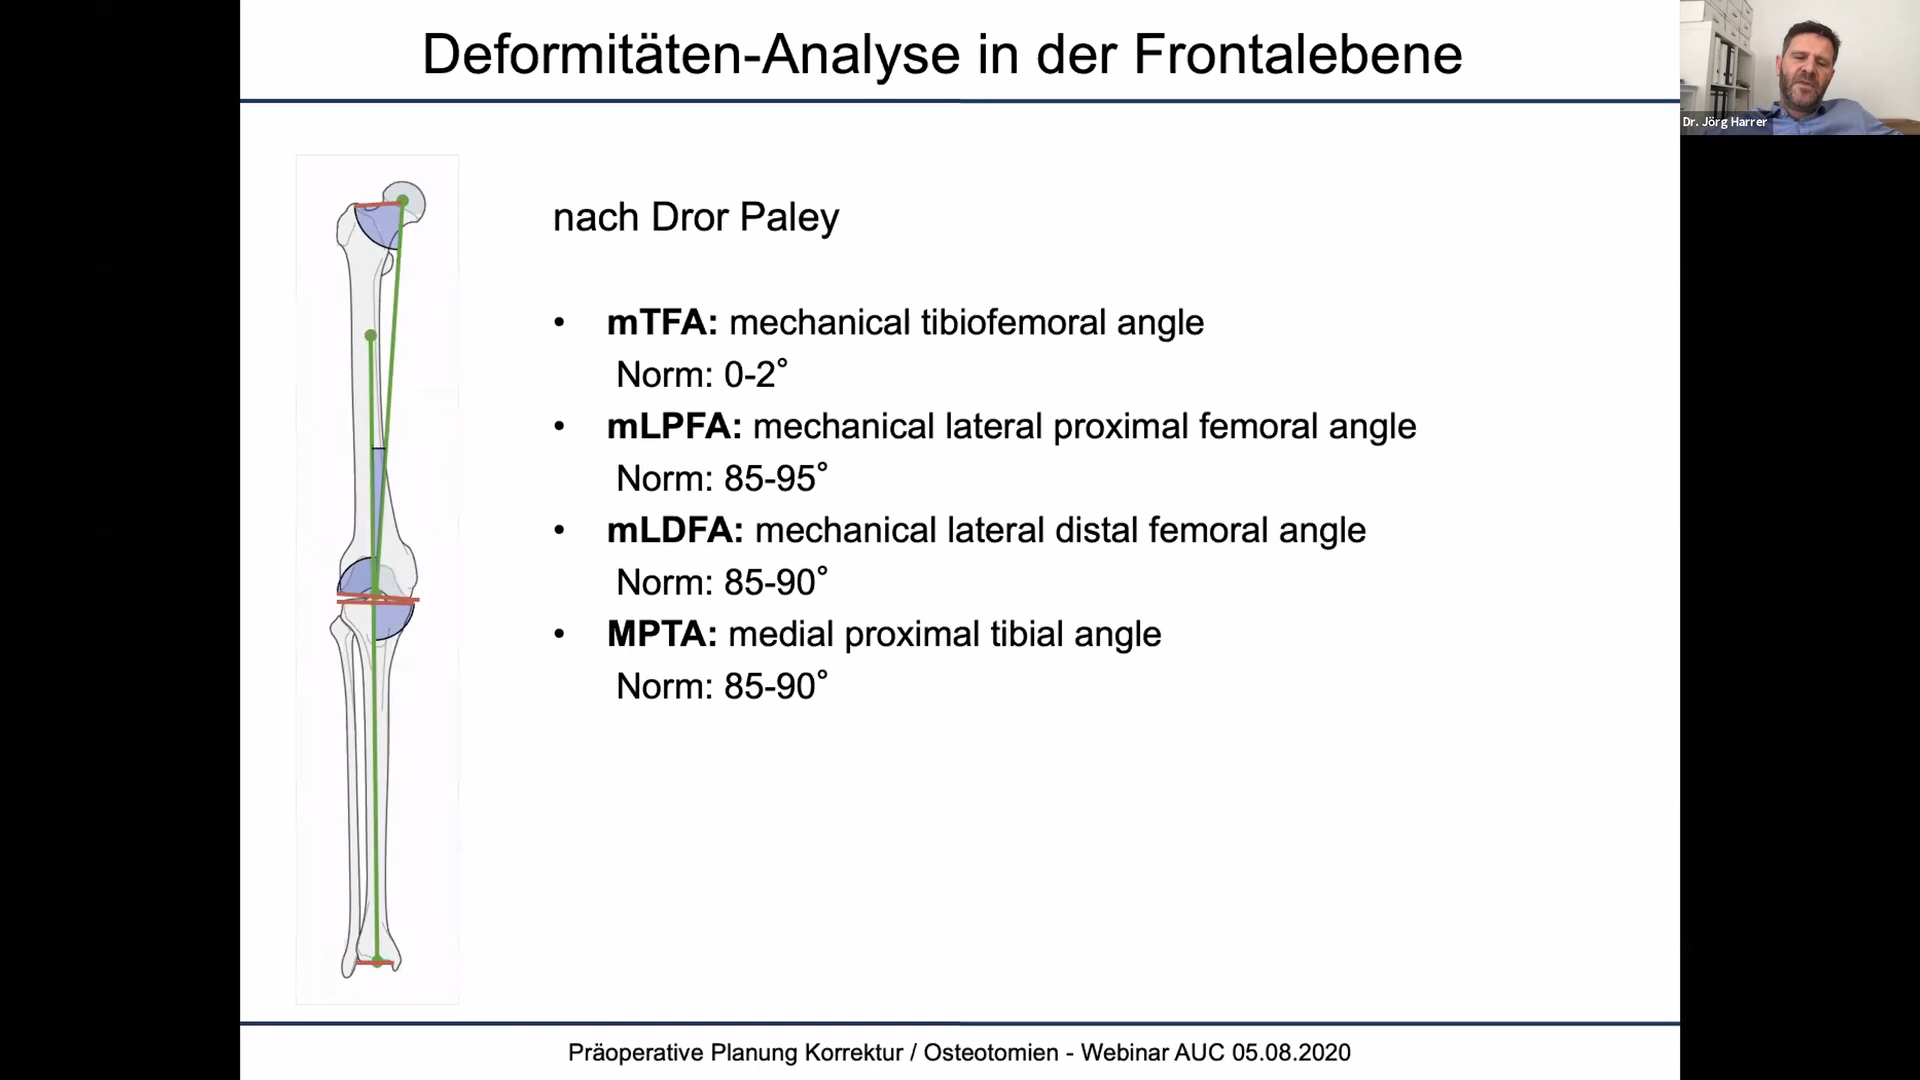 Deformitäten-Analyse in der Frontalebene
Dr. Jörg Harrer
nach Dror Paley
• mTFA: mechanical tibiofemoral angle
Norm: 0-2°
• mLPFA: mechanical lateral proximal femoral angle
Norm: 85-95°
• mLDFA: mechanical lateral distal femoral angle
Norm: 85-90°
• MPTA: medial proximal tibial angle
Norm: 85-90°
Präoperative Planung Korrektur / Osteotomien - Webinar AUC 05.08.2020